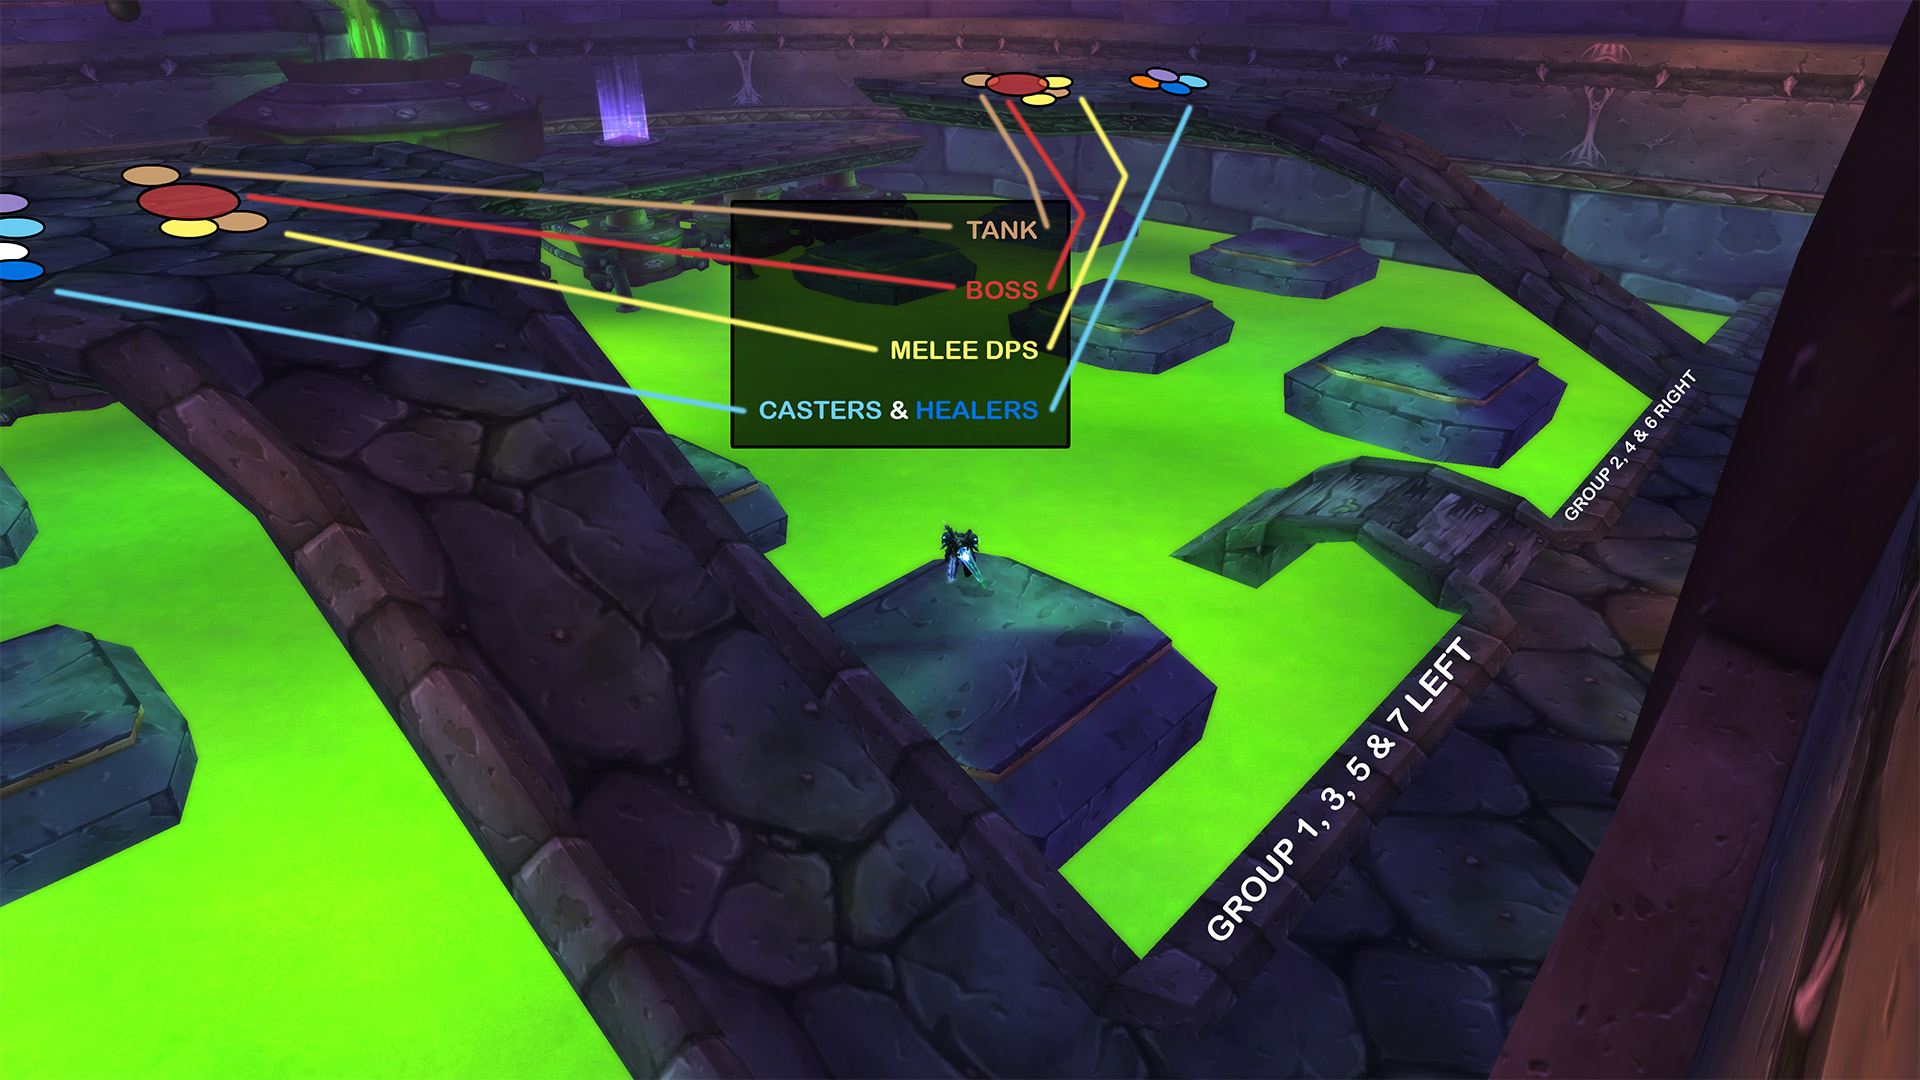 TANK
BOSS
MELEE DPS
CASTERS & HEALERS
GROUP 2, 4 & 6 RIGHT
GROUP 1, 3, 5 & 7 LEFT